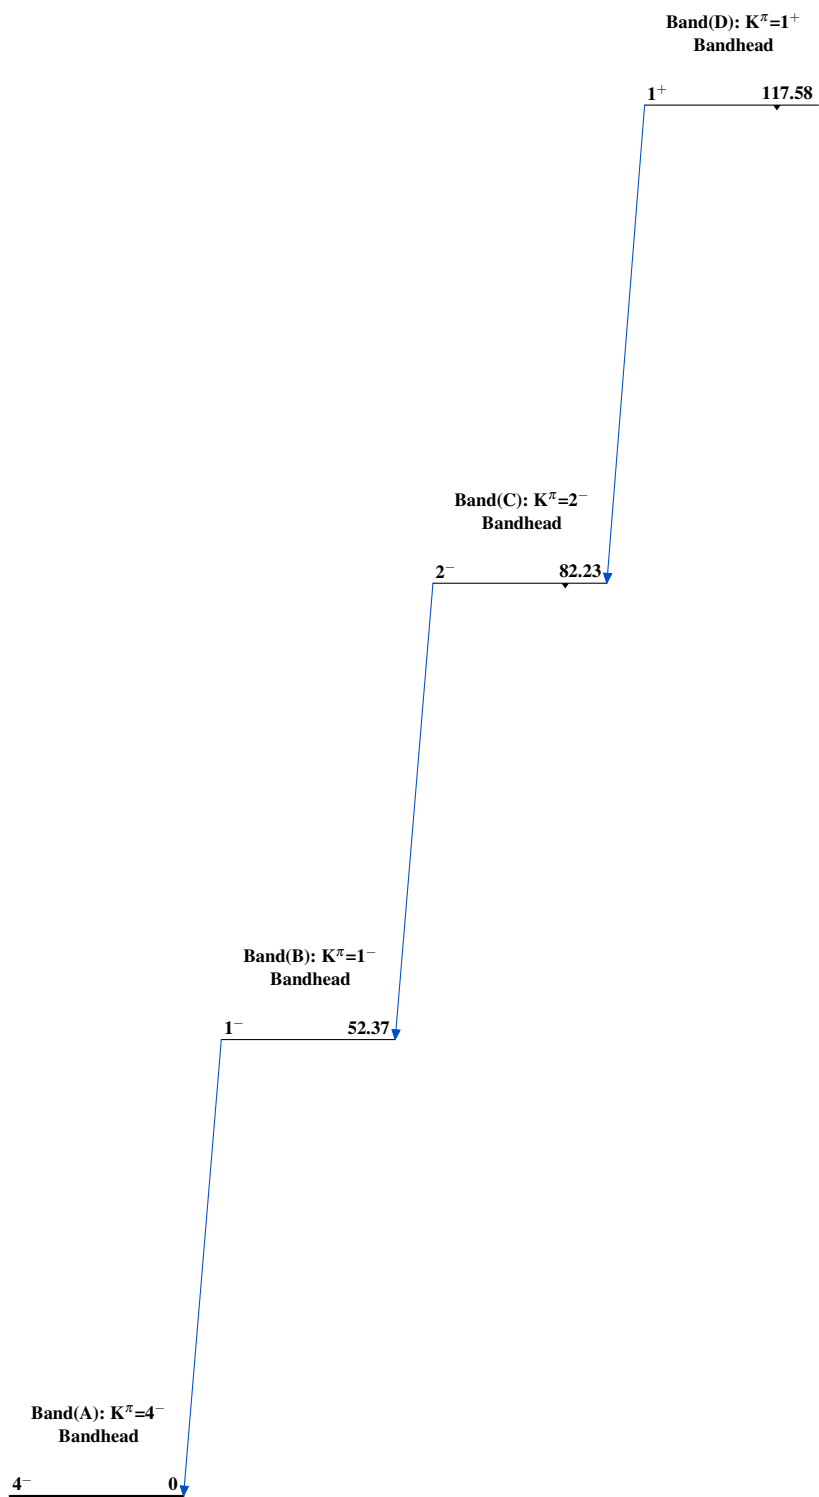 Band(D): K^π=1⁺
Bandhead
1⁺ 117.58
Band(C): K^π=2⁻
Bandhead
2⁻ 82.23
Band(B): K^π=1⁻
Bandhead
1⁻ 52.37
Band(A): K^π=4⁻
Bandhead
4⁻ 0